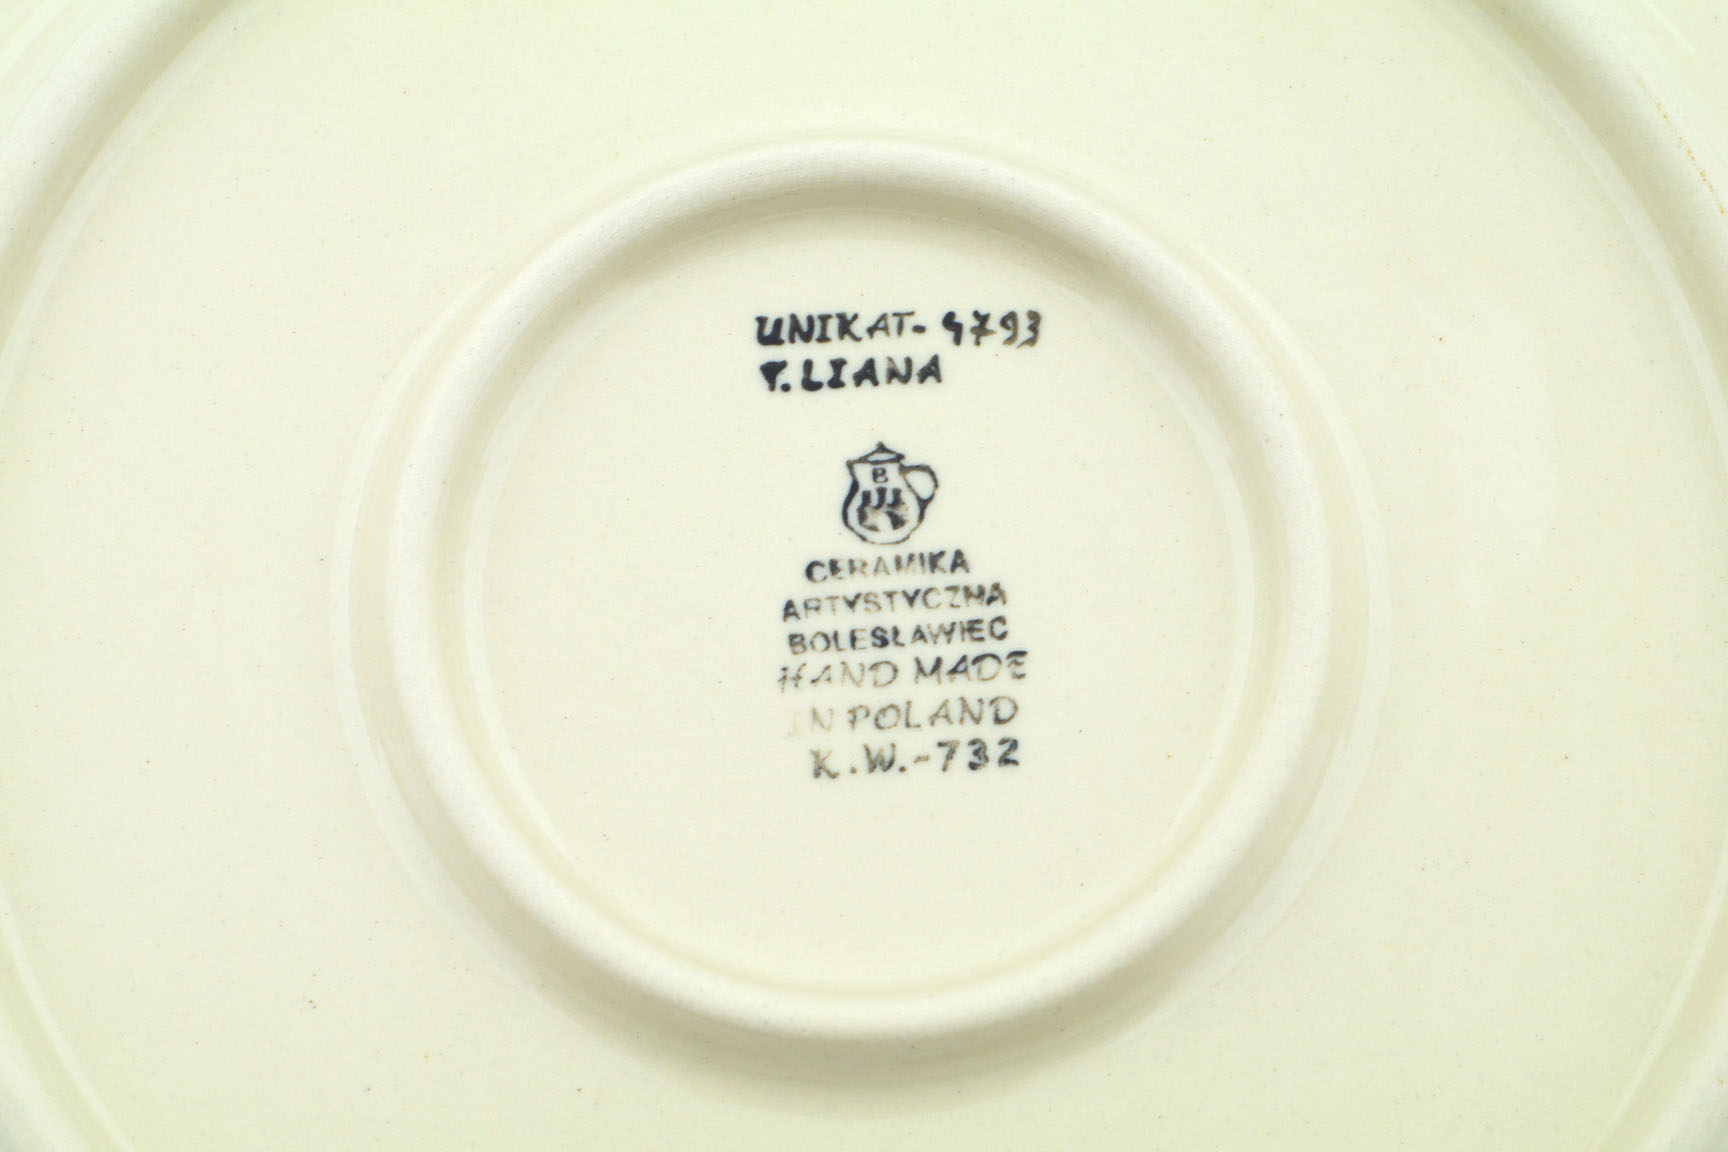 UNIKAT-4793
T.LIANA
B
CERAMIKA
ARTYSTYCZNA
BOLESŁAWIEC
HAND MADE
IN POLAND
K.W.-732